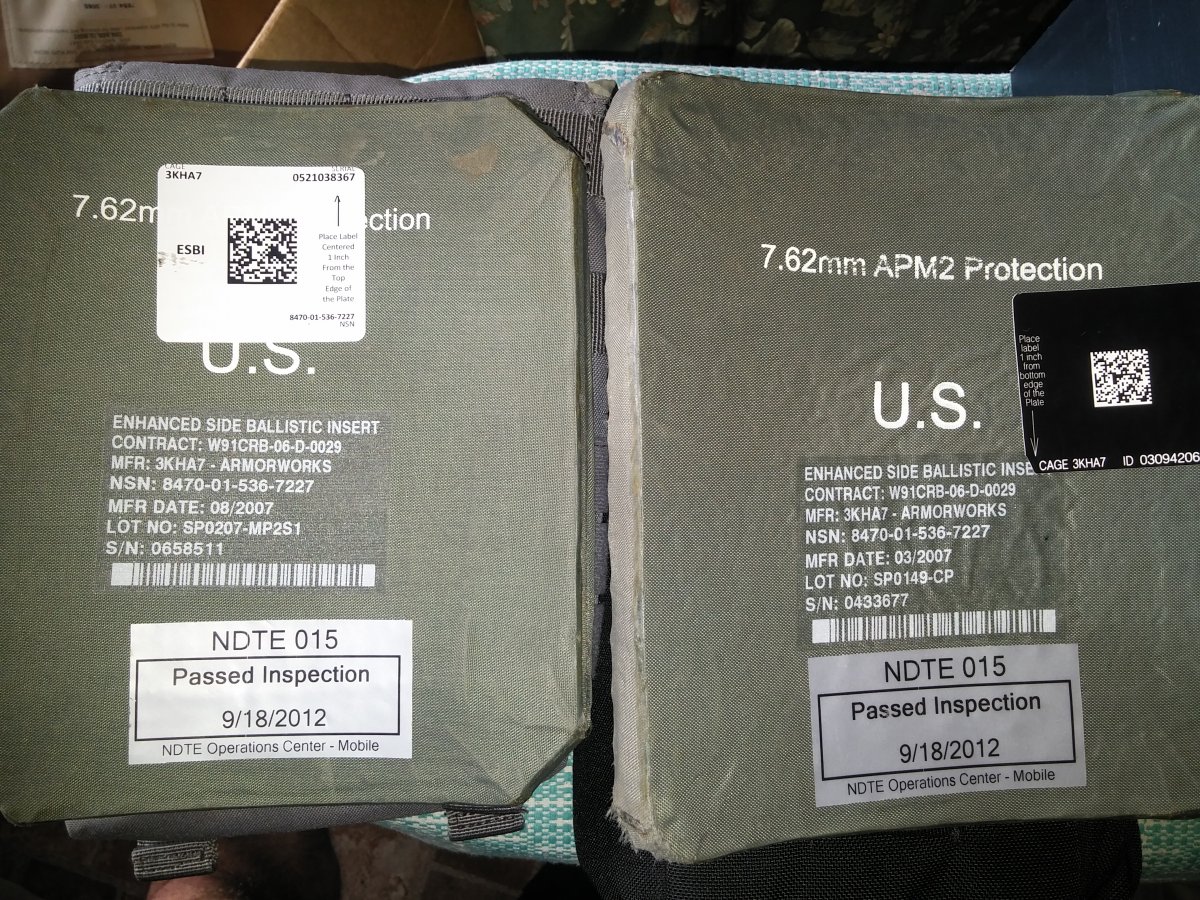 CAGE
3KHA7
SERIAL
0521038367
7.62m
ection
ESBI
Place Label
Centered
1 Inch
From the
Top
Edge of
the Plate
8470-01-536-7227
NSN
U.S.
ENHANCED SIDE BALLISTIC INSERT
CONTRACT: W91CRB-06-D-0029
MFR: 3KHA7 - ARMORWORKS
NSN: 8470-01-536-7227
MFR DATE: 08/2007
LOT NO: SP0207-MP2S1
S/N: 0658511
NDTE 015
Passed Inspection
9/18/2012
NDTE Operations Center - Mobile
7.62mm APM2 Protection
Place
label
1 inch
from
bottom
edge
of the
Plate
CAGE 3KHA7 ID 03094206
U.S.
ENHANCED SIDE BALLISTIC INSE
CONTRACT: W91CRB-06-D-0029
MFR: 3KHA7 - ARMORWORKS
NSN: 8470-01-536-7227
MFR DATE: 03/2007
LOT NO: SP0149-CP
S/N: 0433677
NDTE 015
Passed Inspection
9/18/2012
NDTE Operations Center - Mobile